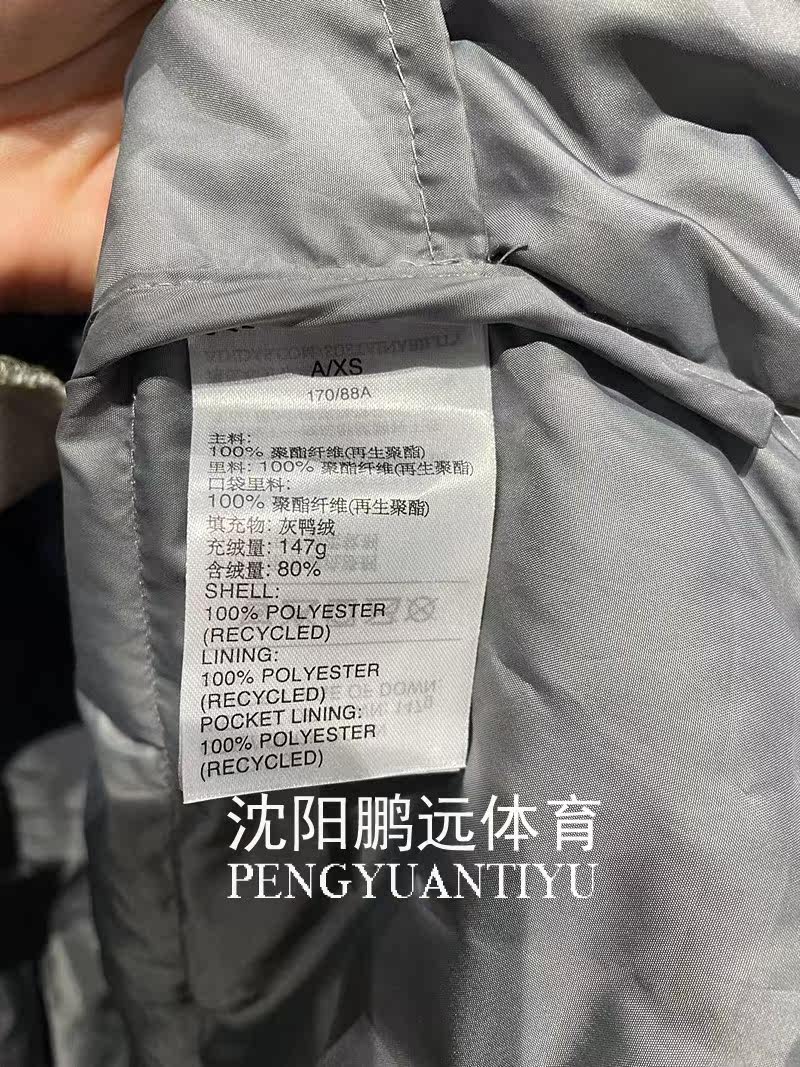 A/XS
170/88A
主料:
100% 聚酯纤维(再生聚酯)
里料: 100% 聚酯纤维(再生聚酯)
口袋里料:
100% 聚酯纤维(再生聚酯)
填充物: 灰鸭绒
充绒量: 147g
含绒量: 80%
SHELL:
100% POLYESTER
(RECYCLED)
LINING:
100% POLYESTER
(RECYCLED)
POCKET LINING:
100% POLYESTER
(RECYCLED)
沈阳鹏远体育
PENGYUANTIYU